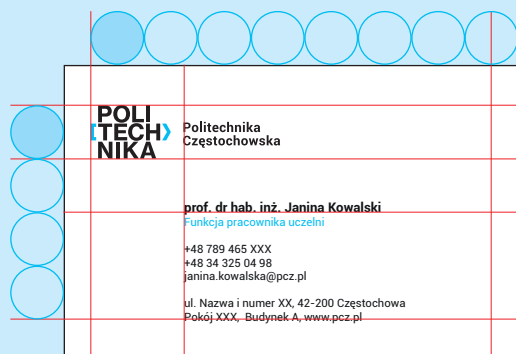 POLI
TECH
NIKA
Politechnika
Częstochowska
prof. dr hab. inż. Janina Kowalski
Funkcja pracownika uczelni
+48 789 465 XXX
+48 34 325 04 98
janina.kowalska@pcz.pl
ul. Nazwa i numer XX, 42-200 Częstochowa
Pokój XXX, Budynek A, www.pcz.pl